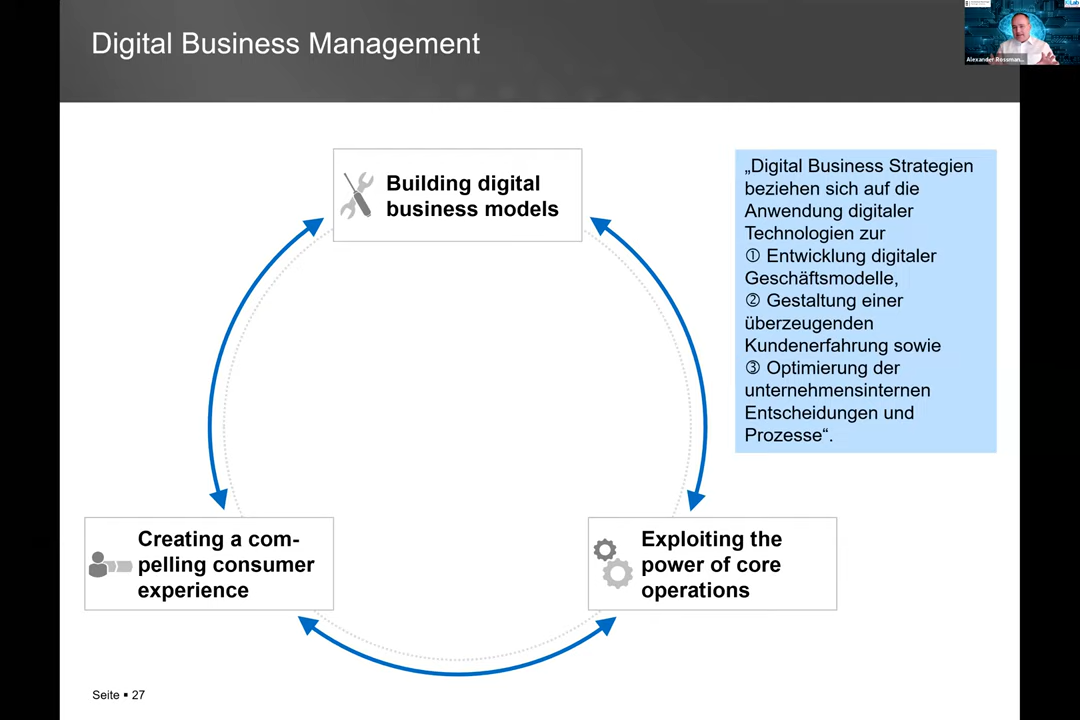 Digital Business Management
Alexander Rossman...
Building digital
business models
„Digital Business Strategien
beziehen sich auf die
Anwendung digitaler
Technologien zur
① Entwicklung digitaler
Geschäftsmodelle,
② Gestaltung einer
überzeugenden
Kundenerfahrung sowie
③ Optimierung der
unternehmensinternen
Entscheidungen und
Prozesse“.
Creating a com-
pelling consumer
experience
Exploiting the
power of core
operations
Seite ▪ 27